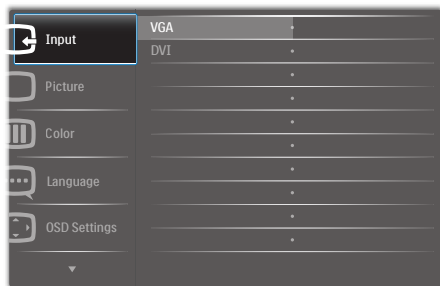 Input
Picture
Color
Language
OSD Settings
VGA
DVI